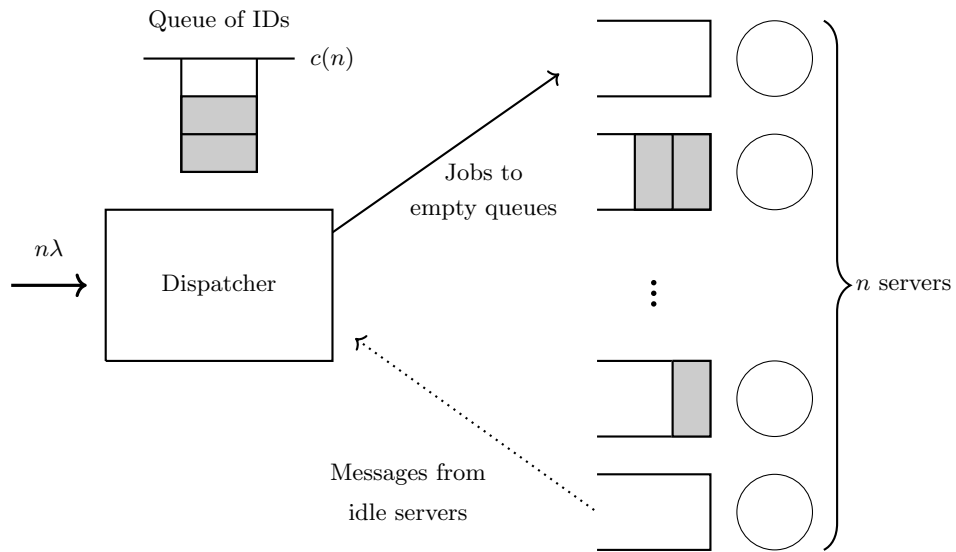 Queue of IDs
c(n)
Jobs to
empty queues
nλ
Dispatcher
n servers
Messages from
idle servers